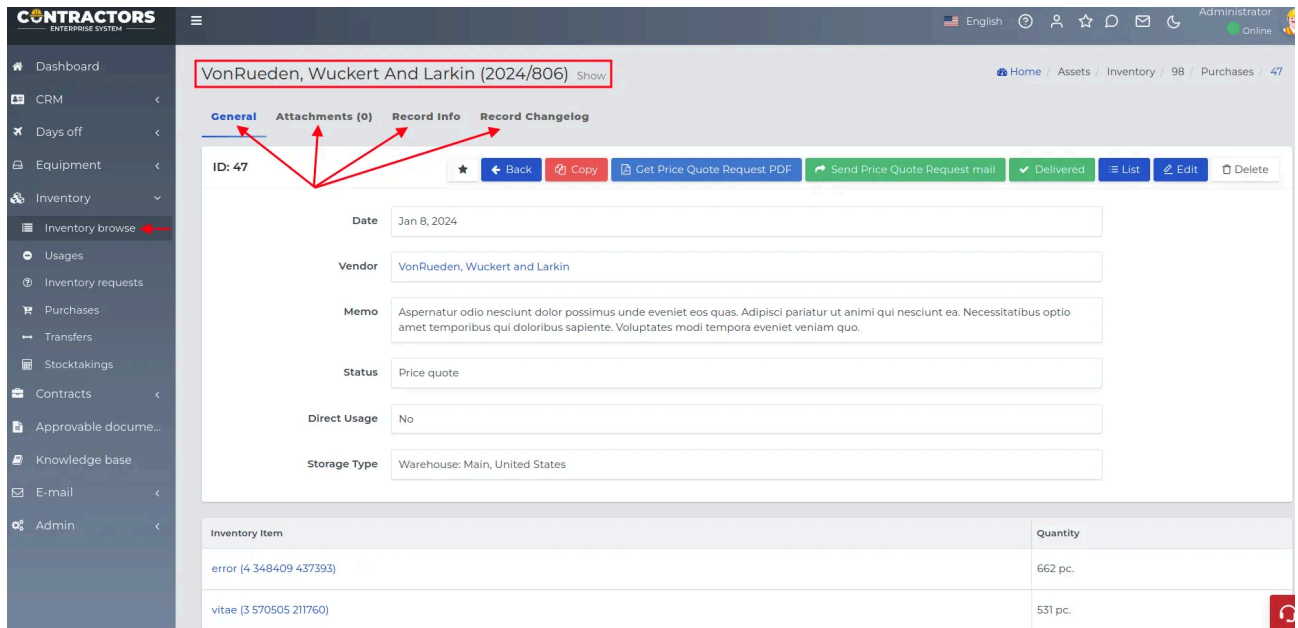 CONTRACTORS
ENTERPRISE SYSTEM
English
Administrator
Online
Dashboard
CRM
Days off
Equipment
Inventory
Inventory browse
Usages
Inventory requests
Purchases
Transfers
Stocktakings
Contracts
Approvable docume...
Knowledge base
E-mail
Admin
VonRueden, Wuckert And Larkin (2024/806) Show
Home / Assets / Inventory / 98 / Purchases / 47
General Attachments (0) Record Info Record Changelog
ID: 47
Back Copy Get Price Quote Request PDF Send Price Quote Request mail Delivered List Edit Delete
Date Jan 8, 2024
Vendor VonRueden, Wuckert and Larkin
Memo Aspernatur odio nesciunt dolor possimus unde eveniet eos quas. Adipisci pariatur ut animi qui nesciunt ea. Necessitatibus optio
amet temporibus qui doloribus sapiente. Voluptates modi tempora eveniet veniam quo.
Status Price quote
Direct Usage No
Storage Type Warehouse: Main, United States
Inventory Item Quantity
error (4 348409 437393) 662 pc.
vitae (3 570505 211760) 531 pc.